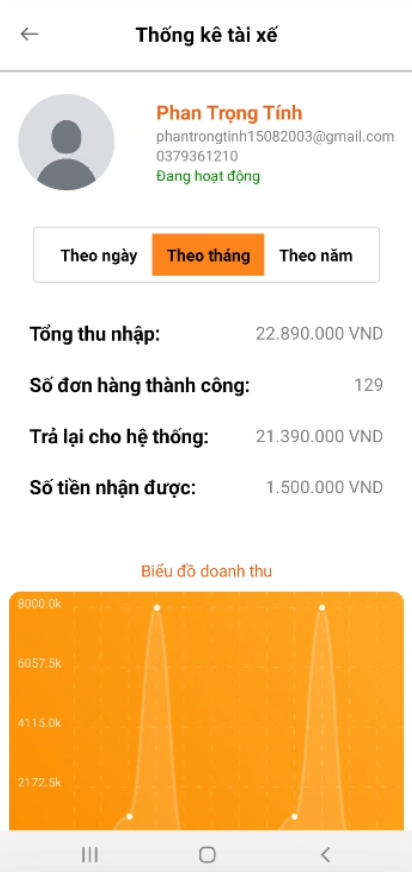 Thống kê tài xế
Phan Trọng Tính
phantrongtinh15082003@gmail.com
0379361210
Đang hoạt động
Theo ngày Theo tháng Theo năm
Tổng thu nhập: 22.890.000 VND
Số đơn hàng thành công: 129
Trả lại cho hệ thống: 21.390.000 VND
Số tiền nhận được: 1.500.000 VND
Biểu đồ doanh thu
8000.0k
6057.5k
4115.0k
2172.5k